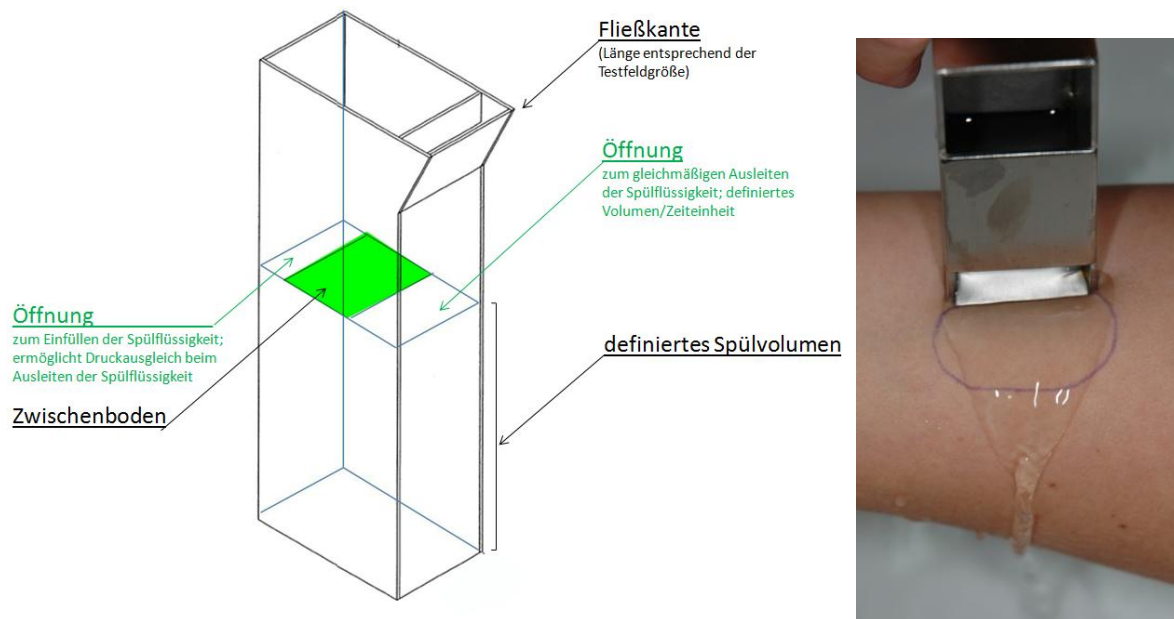 Fließkante
(Länge entsprechend der
Testfeldgröße)
Öffnung
zum gleichmäßigen Ausleiten
der Spülflüssigkeit; definiertes
Volumen/Zeiteinheit
Öffnung
zum Einfüllen der Spülflüssigkeit;
ermöglicht Druckausgleich beim
Ausleiten der Spülflüssigkeit
definiertes Spülvolumen
Zwischenboden